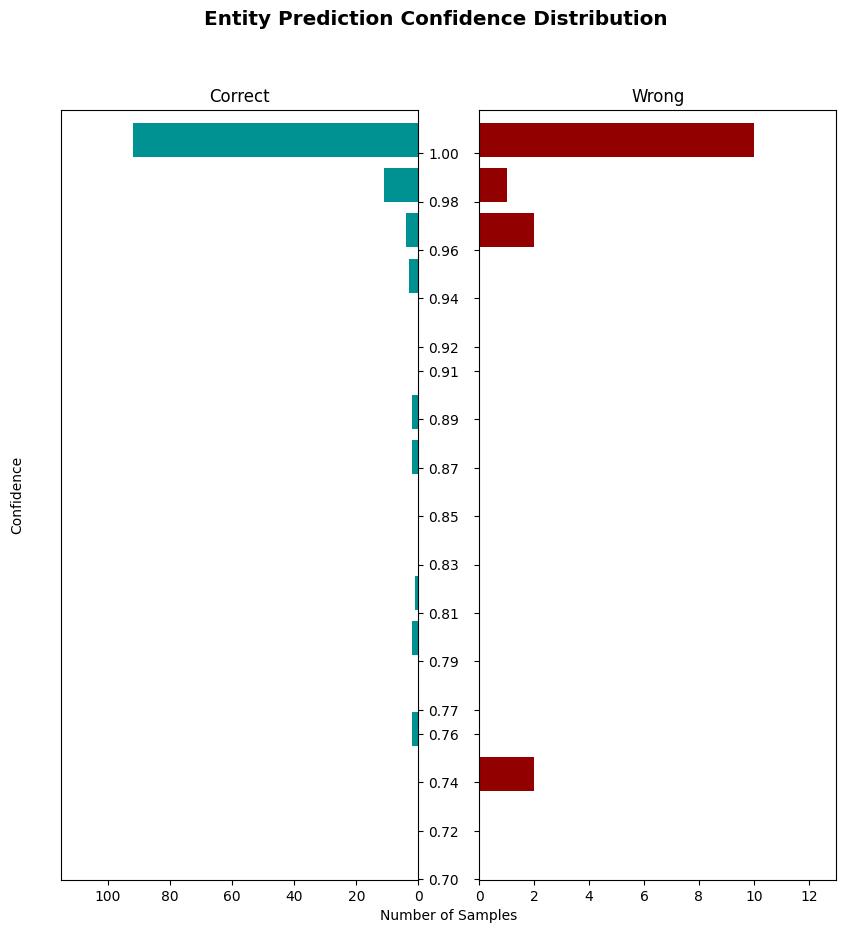 Entity Prediction Confidence Distribution
Correct
Wrong
1.00
0.98
0.96
0.94
0.92
0.91
0.89
0.87
0.85
0.83
0.81
0.79
0.77
0.76
0.74
0.72
0.70
Confidence
100 80 60 40 20 0
0 2 4 6 8 10 12
Number of Samples